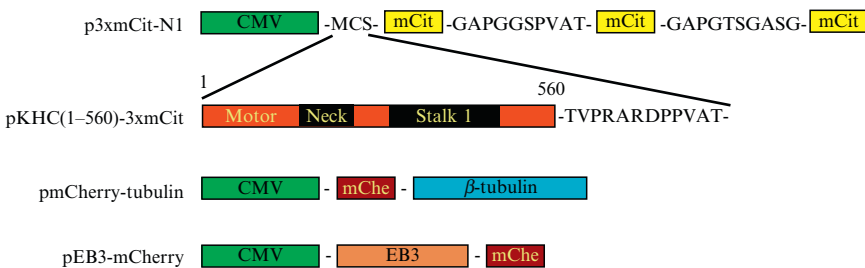 p3xmCit-N1 CMV -MCS- mCit -GAPGGSPVAT- mCit -GAPGTSGASG- mCit
1 560
pKHC(1–560)-3xmCit Motor Neck Stalk 1 -TVPRARDPPVAT-
pmCherry-tubulin CMV - mChe - β-tubulin
pEB3-mCherry CMV - EB3 - mChe